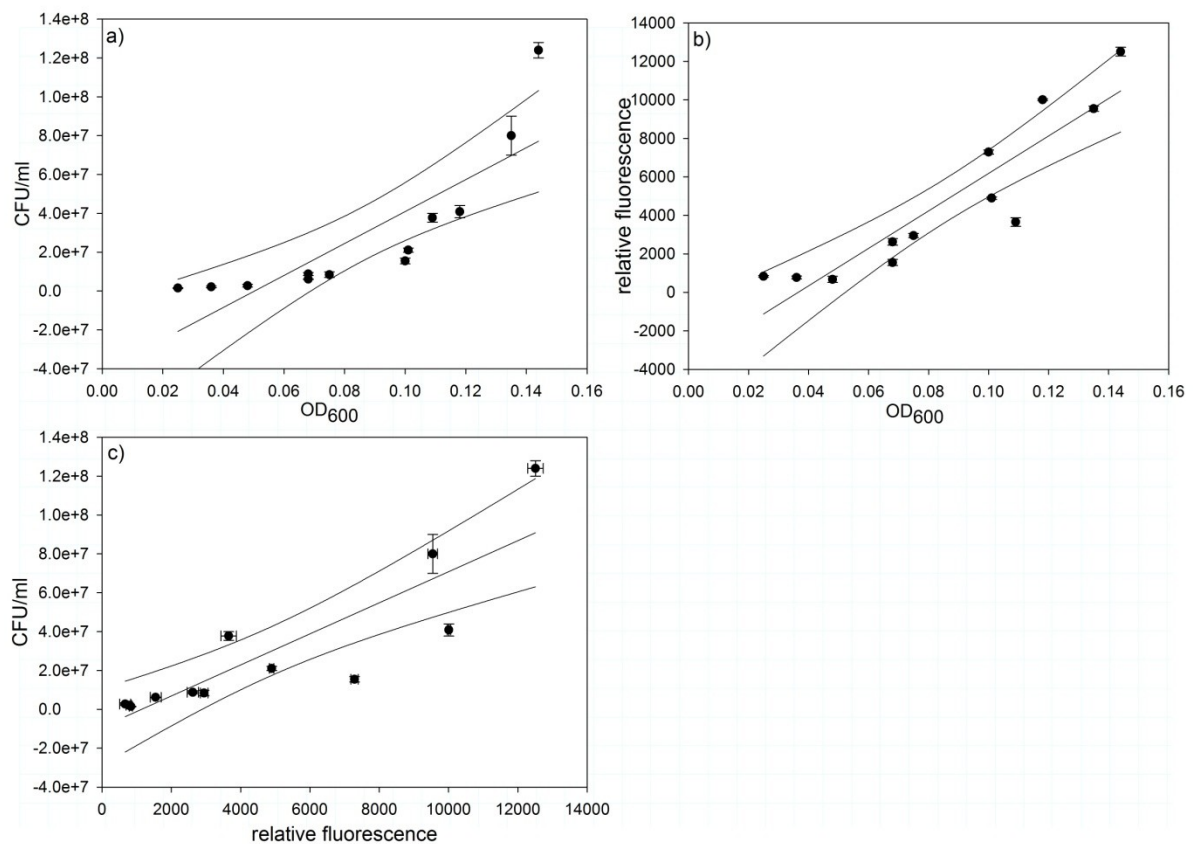 a)
1.4e+8
1.2e+8
1.0e+8
8.0e+7
6.0e+7
4.0e+7
2.0e+7
0.0
-2.0e+7
-4.0e+7
CFU/ml
0.00 0.02 0.04 0.06 0.08 0.10 0.12 0.14 0.16
OD600
b)
14000
12000
10000
8000
6000
4000
2000
0
-2000
-4000
relative fluorescence
0.00 0.02 0.04 0.06 0.08 0.10 0.12 0.14 0.16
OD600
c)
1.4e+8
1.2e+8
1.0e+8
8.0e+7
6.0e+7
4.0e+7
2.0e+7
0.0
-2.0e+7
-4.0e+7
CFU/ml
0 2000 4000 6000 8000 10000 12000 14000
relative fluorescence